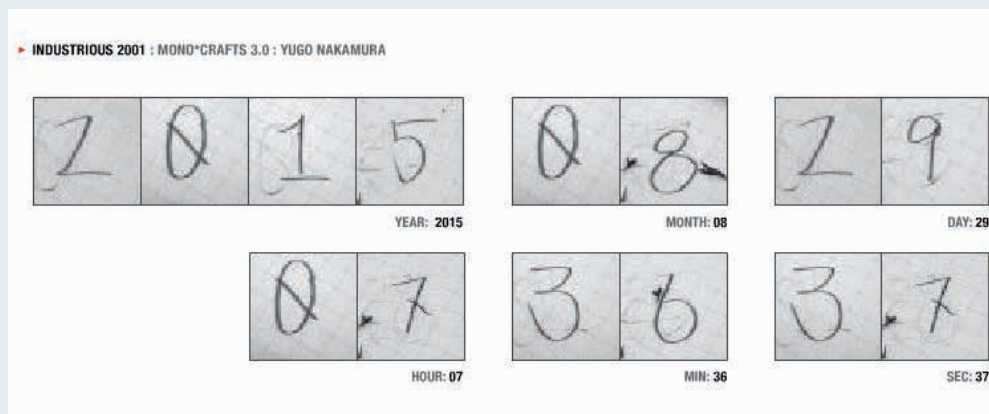 ▸ INDUSTRIOUS 2001 : MONO*CRAFTS 3.0 : YUGO NAKAMURA
2 0 1 5 0 8 2 9
YEAR: 2015 MONTH: 08 DAY: 29
0 7 3 6 3 7
HOUR: 07 MIN: 36 SEC: 37